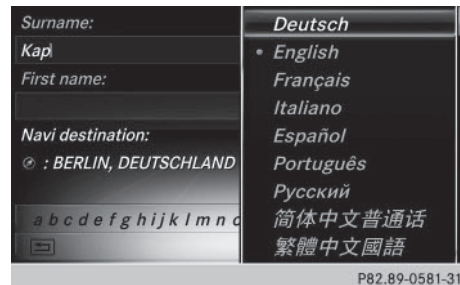 Surname:
Kap
First name:
Navi destination:
: BERLIN, DEUTSCHLAND
a b c d e f g h i j k l m n
Deutsch
• English
Français
Italiano
Español
Português
Русский
简体中文普通话
繁體中文國語
P82.89-0581-31